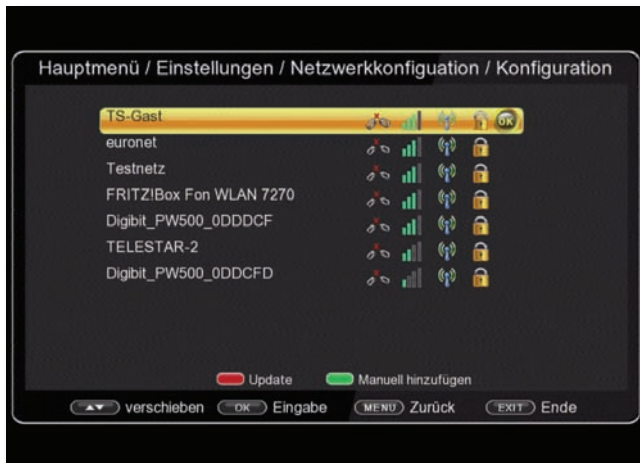 Hauptmenü / Einstellungen / Netzwerkkonfiguation / Konfiguration
TS-Gast OK
euronet
Testnetz
FRITZ!Box Fon WLAN 7270
Digibit_PW500_0DDDCF
TELESTAR-2
Digibit_PW500_0DDCFD
Update Manuell hinzufügen
verschieben OK Eingabe MENU Zurück EXIT Ende